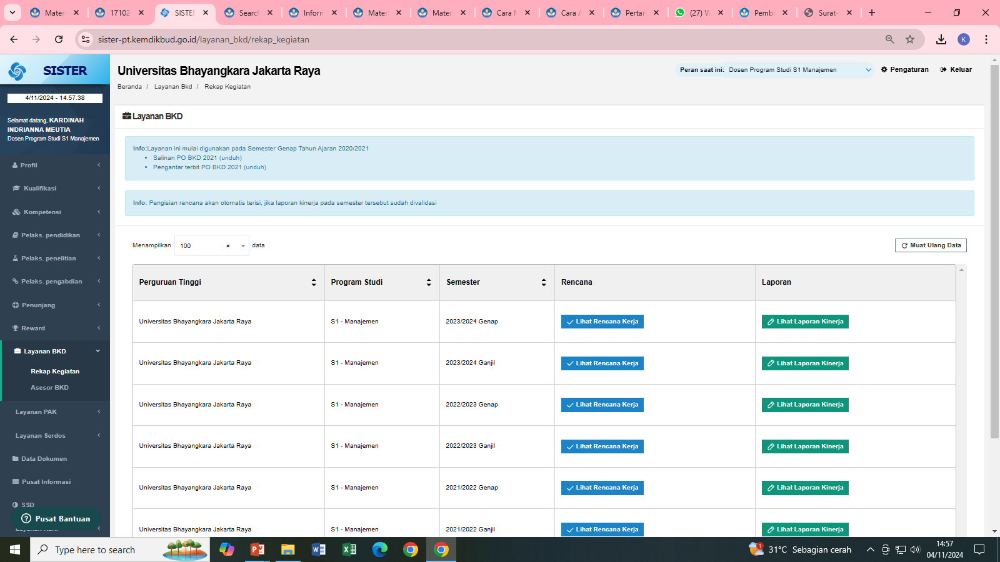 Mater
17102
SISTE
Searc
Inforn
Mater
Mater
Cara
Cara
Pertar
(27)
Pemb
Surat-
sister-pt.kemdikbud.go.id/layanan_bkd/rekap_kegiatan
K
SISTER
4/11/2024 - 14.57.38
Selamat datang, KARDINAH
INDRIANNA MEUTIA
Dosen Program Studi S1 Manajemen
Profil
Kualifikasi
Kompetensi
Pelaks. pendidikan
Pelaks. penelitian
Pelaks. pengabdian
Penunjang
Reward
Layanan BKD
Rekap Kegiatan
Asesor BKD
Layanan PAK
Layanan Serdos
Data Dokumen
Pusat Informasi
SSD
Pusat Bantuan
Universitas Bhayangkara Jakarta Raya
Peran saat ini: Dosen Program Studi S1 Manajemen
Pengaturan
Keluar
Beranda / Layanan Bkd / Rekap Kegiatan
Layanan BKD
Info:Layanan ini mulai digunakan pada Semester Genap Tahun Ajaran 2020/2021
• Salinan PO BKD 2021 (unduh)
• Pengantar terbit PO BKD 2021 (unduh)
Info: Pengisian rencana akan otomatis terisi, jika laporan kinerja pada semester tersebut sudah divalidasi
Menampilkan 100 × data
Muat Ulang Data
Perguruan Tinggi Program Studi Semester Rencana Laporan
Universitas Bhayangkara Jakarta Raya S1 - Manajemen 2023/2024 Genap Lihat Rencana Kerja Lihat Laporan Kinerja
Universitas Bhayangkara Jakarta Raya S1 - Manajemen 2023/2024 Ganjil Lihat Rencana Kerja Lihat Laporan Kinerja
Universitas Bhayangkara Jakarta Raya S1 - Manajemen 2022/2023 Genap Lihat Rencana Kerja Lihat Laporan Kinerja
Universitas Bhayangkara Jakarta Raya S1 - Manajemen 2022/2023 Ganjil Lihat Rencana Kerja Lihat Laporan Kinerja
Universitas Bhayangkara Jakarta Raya S1 - Manajemen 2021/2022 Genap Lihat Rencana Kerja Lihat Laporan Kinerja
Universitas Bhayangkara Jakarta Raya S1 - Manajemen 2021/2022 Ganjil Lihat Rencana Kerja Lihat Laporan Kinerja
Type here to search
31°C Sebagian cerah
14:57
04/11/2024